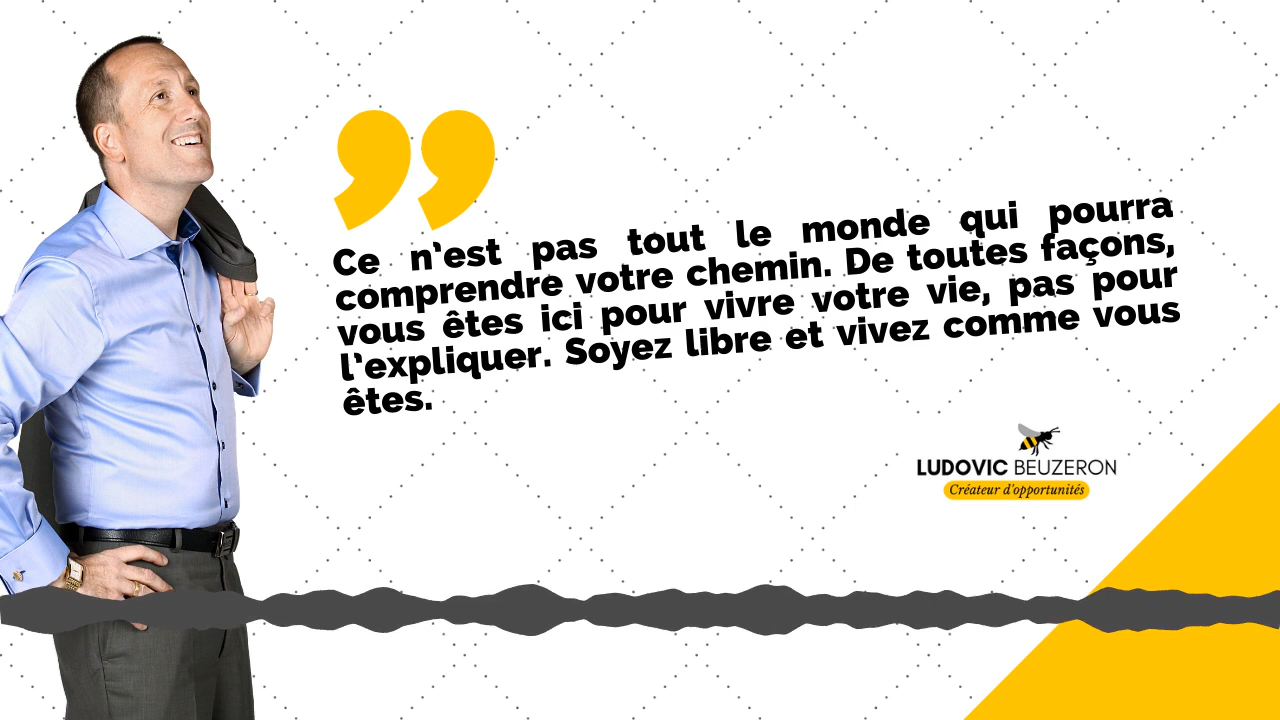 Ce n’est pas tout le monde qui pourra
comprendre votre chemin. De toutes façons,
vous êtes ici pour vivre votre vie, pas pour
l’expliquer. Soyez libre et vivez comme vous
êtes.
LUDOVIC BEUZERON
Créateur d’opportunités